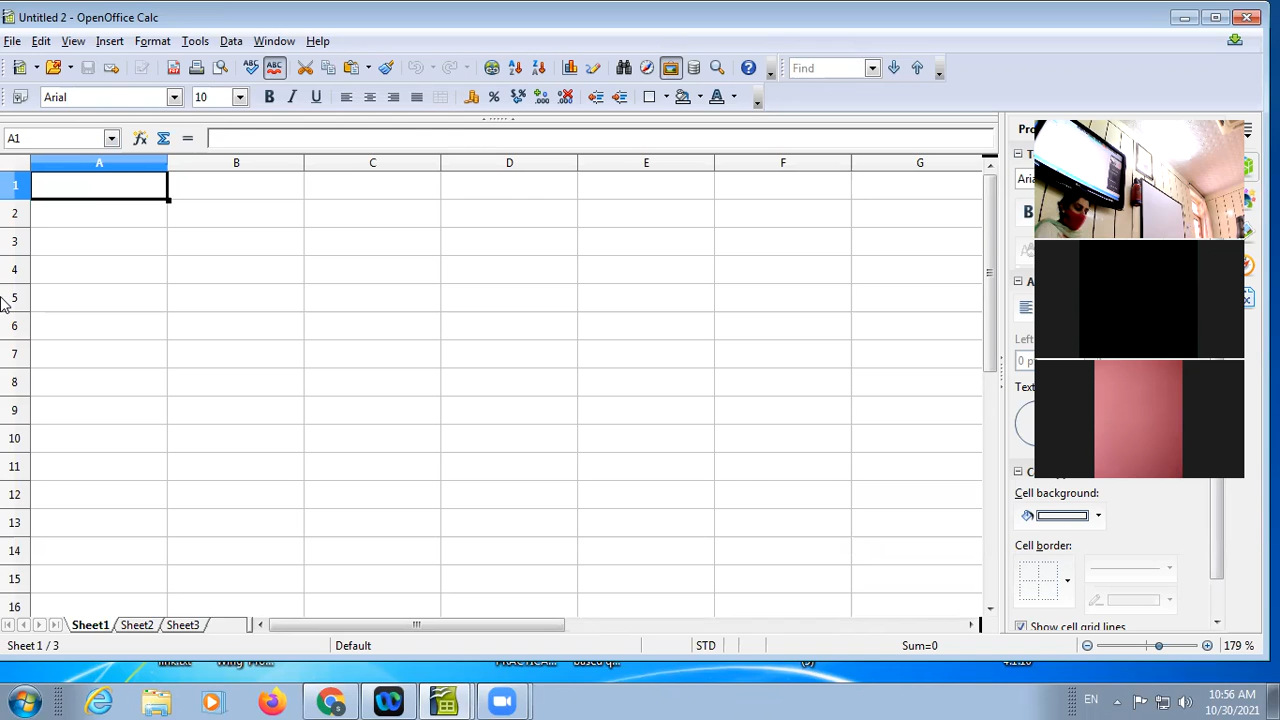 Untitled 2 - OpenOffice Calc
File Edit View Insert Format Tools Data Window Help
Find
Arial 10
A1
A B C D E F G
1
2
3
4
5
6
7
8
9
10
11
12
13
14
15
16
Left
0 p
Text
Cell background:
Cell border:
Show cell grid lines
Sheet1 Sheet2 Sheet3
Sheet 1 / 3 Default STD Sum=0 179 %
EN 10:56 AM
10/30/2021